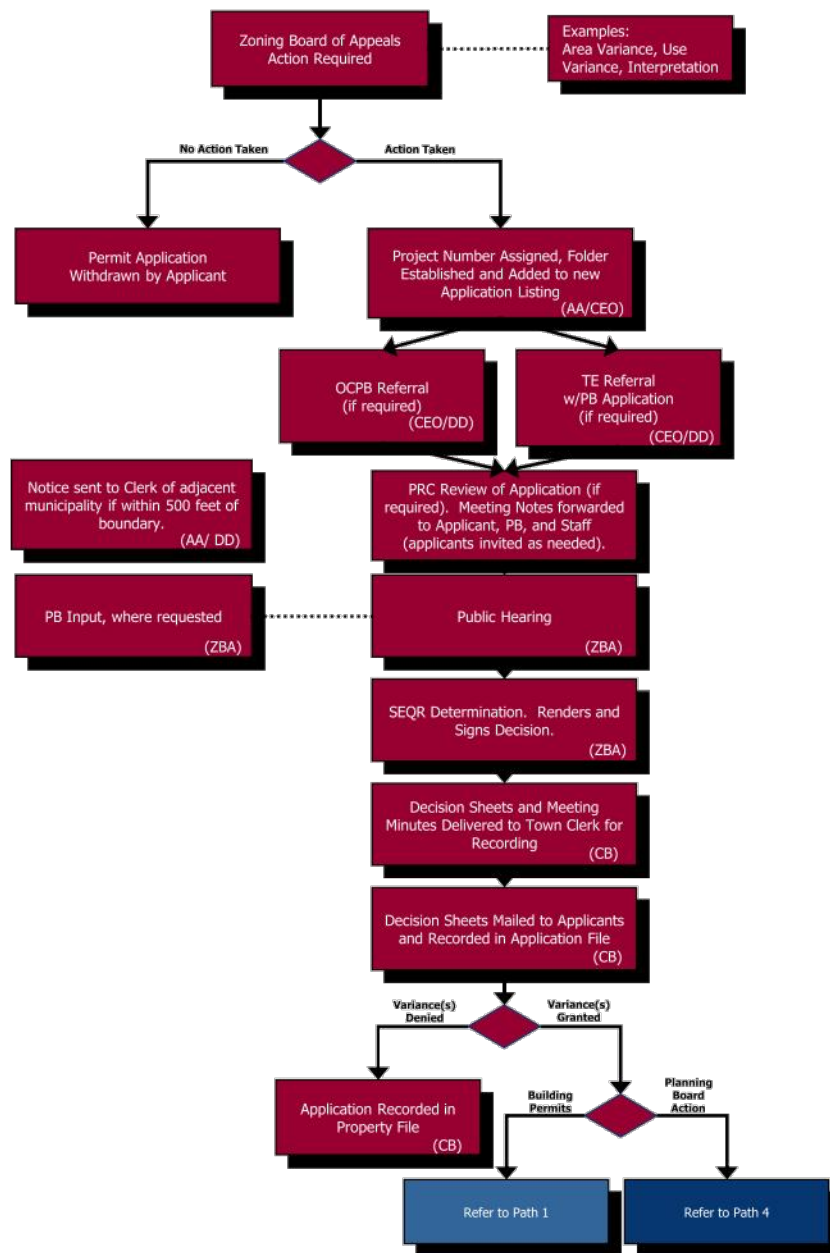 Zoning Board of Appeals
Action Required
Examples:
Area Variance, Use
Variance, Interpretation
No Action Taken
Action Taken
Permit Application
Withdrawn by Applicant
Project Number Assigned, Folder
Established and Added to new
Application Listing
(AA/CEO)
OCPB Referral
(if required)
(CEO/DD)
TE Referral
w/PB Application
(if required)
(CEO/DD)
Notice sent to Clerk of adjacent
municipality if within 500 feet of
boundary.
(AA/ DD)
PRC Review of Application (if
required). Meeting Notes forwarded
to Applicant, PB, and Staff
(applicants invited as needed).
PB Input, where requested
(ZBA)
Public Hearing
(ZBA)
SEQR Determination. Renders and
Signs Decision.
(ZBA)
Decision Sheets and Meeting
Minutes Delivered to Town Clerk for
Recording
(CB)
Decision Sheets Mailed to Applicants
and Recorded in Application File
(CB)
Variance(s)
Denied
Variance(s)
Granted
Application Recorded in
Property File
(CB)
Building
Permits
Planning
Board
Action
Refer to Path 1
Refer to Path 4